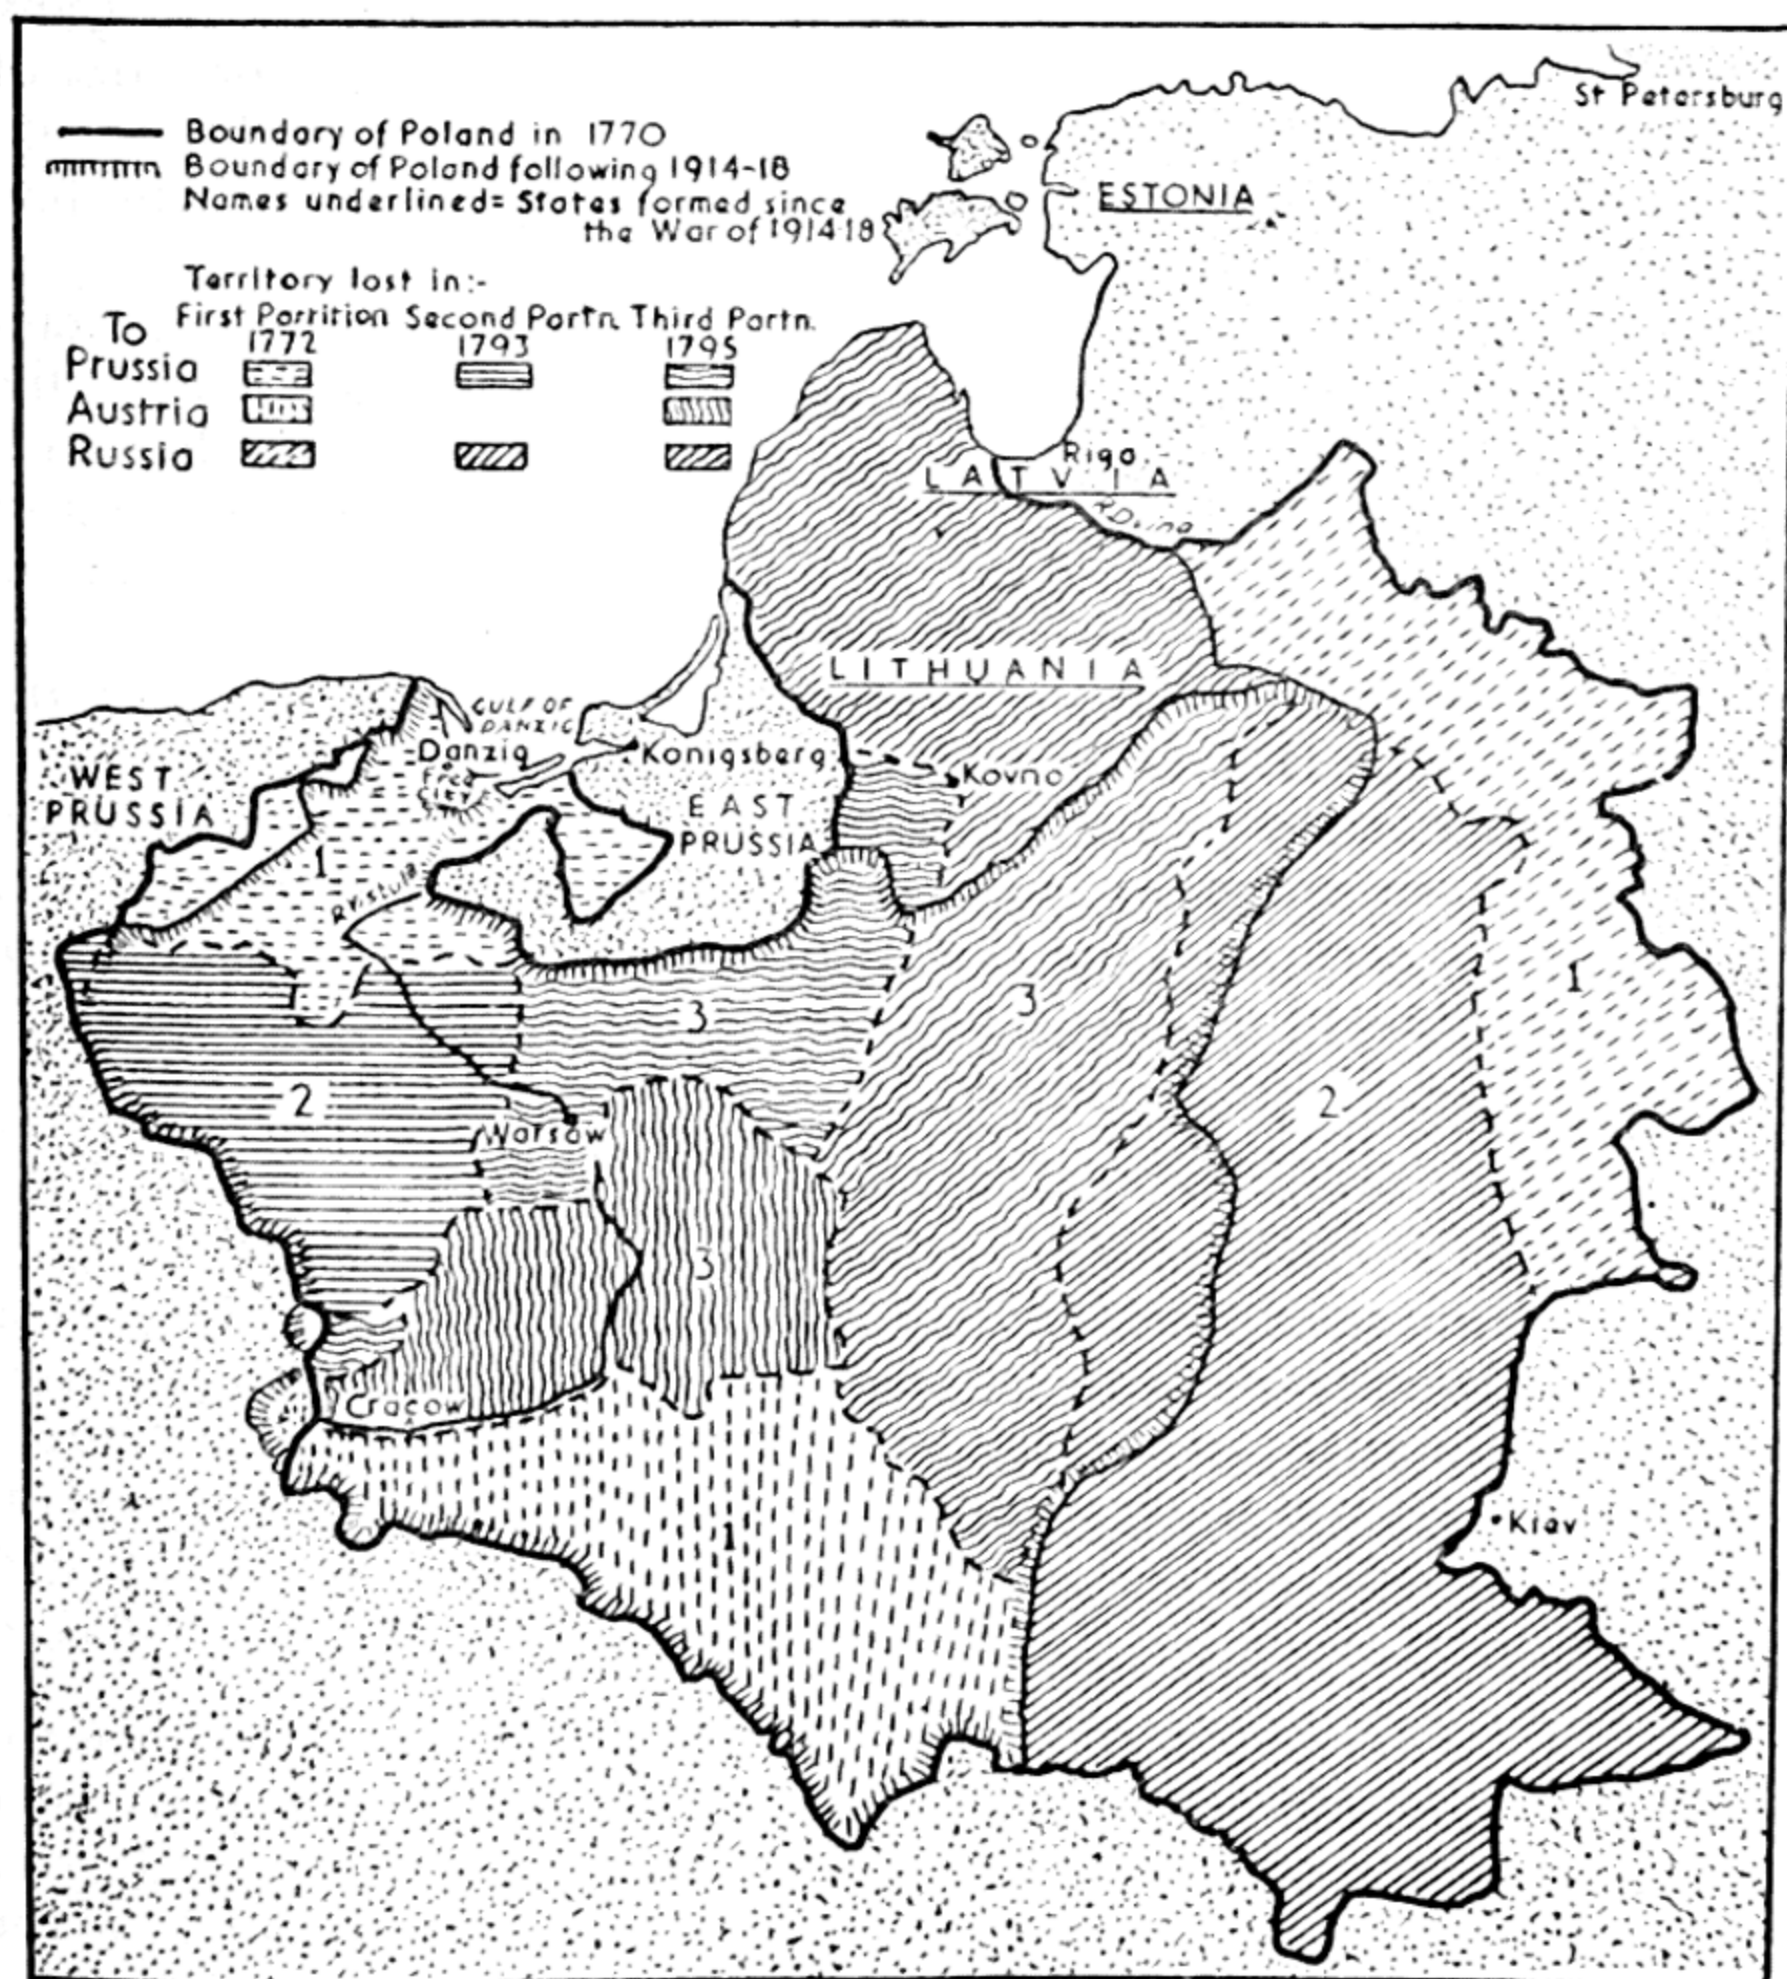 St Petersburg
Boundary of Poland in 1770
Boundary of Poland following 1914-18
Names underlined = States formed since
the War of 1914-18
ESTONIA
Territory lost in:-
To First Partition Second Partn. Third Partn.
1772 1793 1795
Prussia
Austria
Russia
Riga
LATVIA
R. Dvina
LITHUANIA
GULF OF
DANZIG
Danzig
Free
City
Konigsberg
Kovno
WEST
PRUSSIA
EAST
PRUSSIA
1
R. Vistula
1
3
3
2
2
Warsaw
3
Cracow
1
Kiev